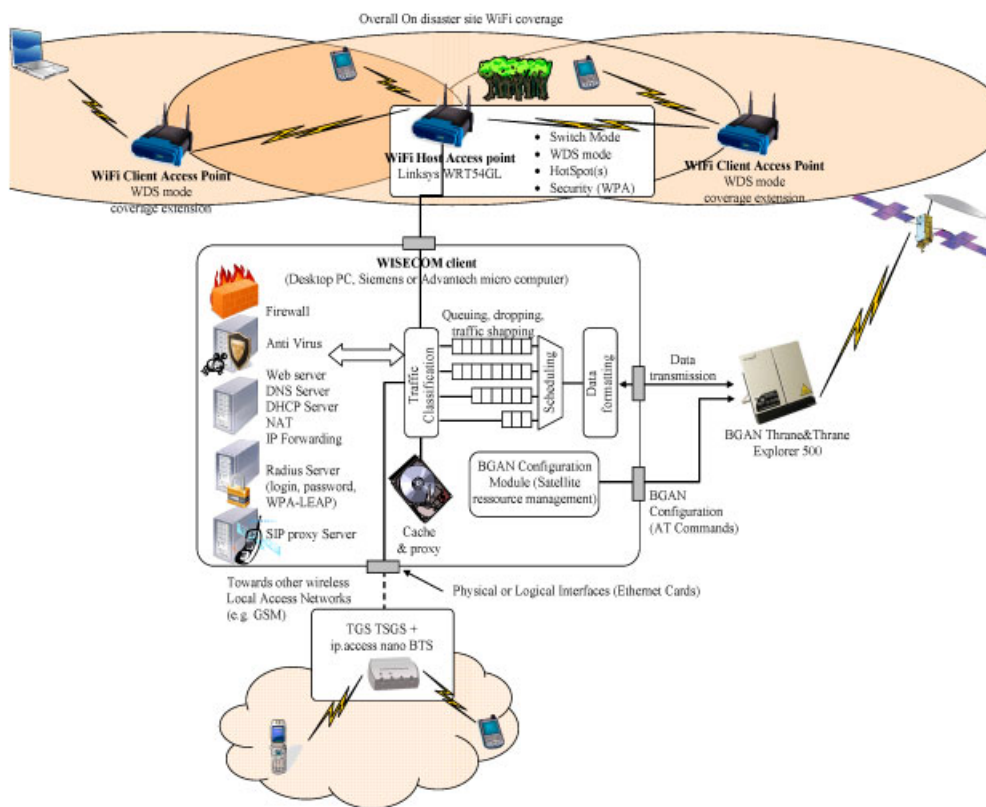 Overall On disaster site WiFi coverage
WiFi Client Access Point
WDS mode
coverage extension
WiFi Host Access point
Linksys WRT54GL
• Switch Mode
• WDS mode
• HotSpot(s)
• Security (WPA)
WiFi Client Access Point
WDS mode
coverage extension
WISECOM client
(Desktop PC, Siemens or Advantech micro computer)
Firewall
Anti Virus
Web server
DNS Server
DHCP Server
NAT
IP Forwarding
Radius Server
(login, password,
WPA-LEAP)
SIP proxy Server
Traffic
Classification
Queuing, dropping,
traffic shapping
Scheduling
Data
formatting
Cache
& proxy
BGAN Configuration
Module (Satellite
ressource management)
Data
transmission
BGAN Thrane&Thrane
Explorer 500
BGAN
Configuration
(AT Commands)
Towards other wireless
Local Access Networks
(e.g. GSM)
Physical or Logical Interfaces (Ethernet Cards)
TGS TSGS +
ip.access nano BTS